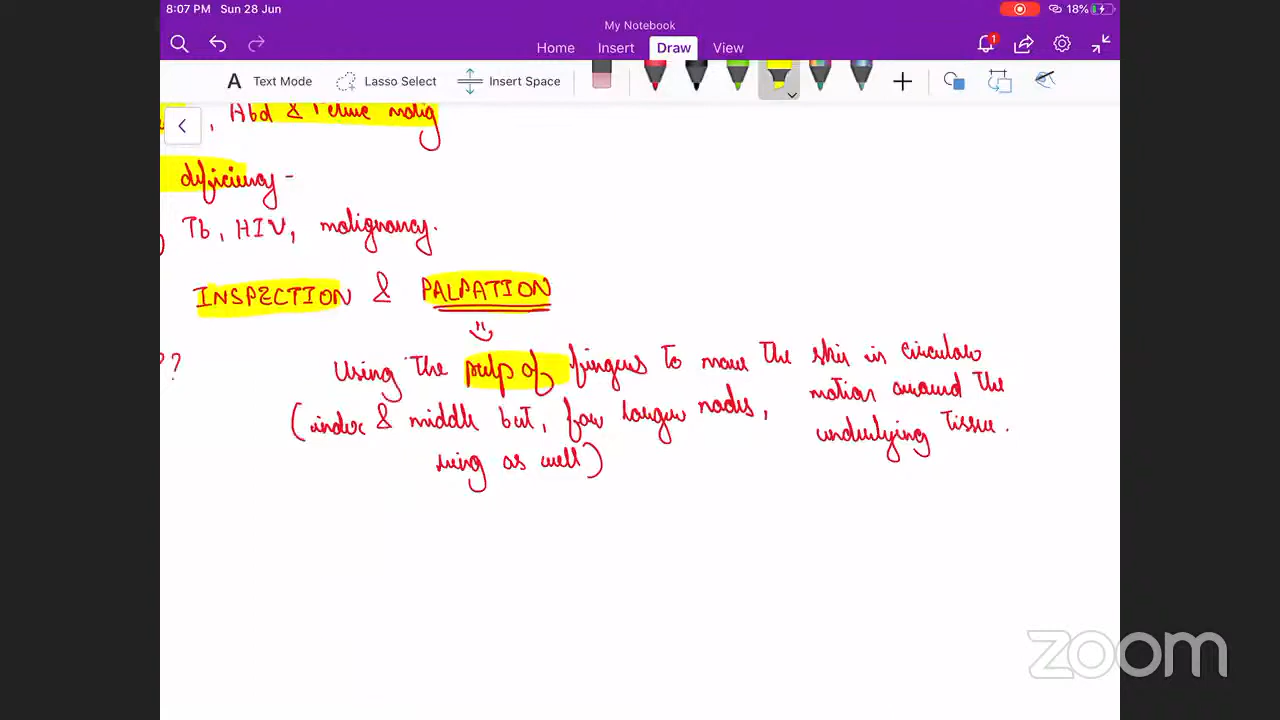 8:07 PM Sun 28 Jun 18%
My Notebook
Home Insert Draw View
1
A Text Mode Lasso Select Insert Space
, Abd & Pelvic malig
deficiency -
Tb, HIV, malignancy.
INSPECTION & PALPATION
??
Using the pulp of fingers to move the skin in circular
motion around the
(index & middle but, for larger nodes,
underlying tissue.
ring as well)
zoom